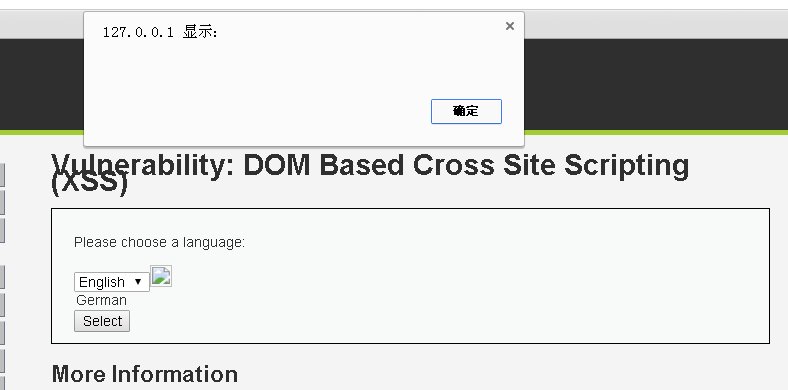 127.0.0.1 显示:
确定
Vulnerability: DOM Based Cross Site Scripting
(XSS)
Please choose a language:
English
German
Select
More Information